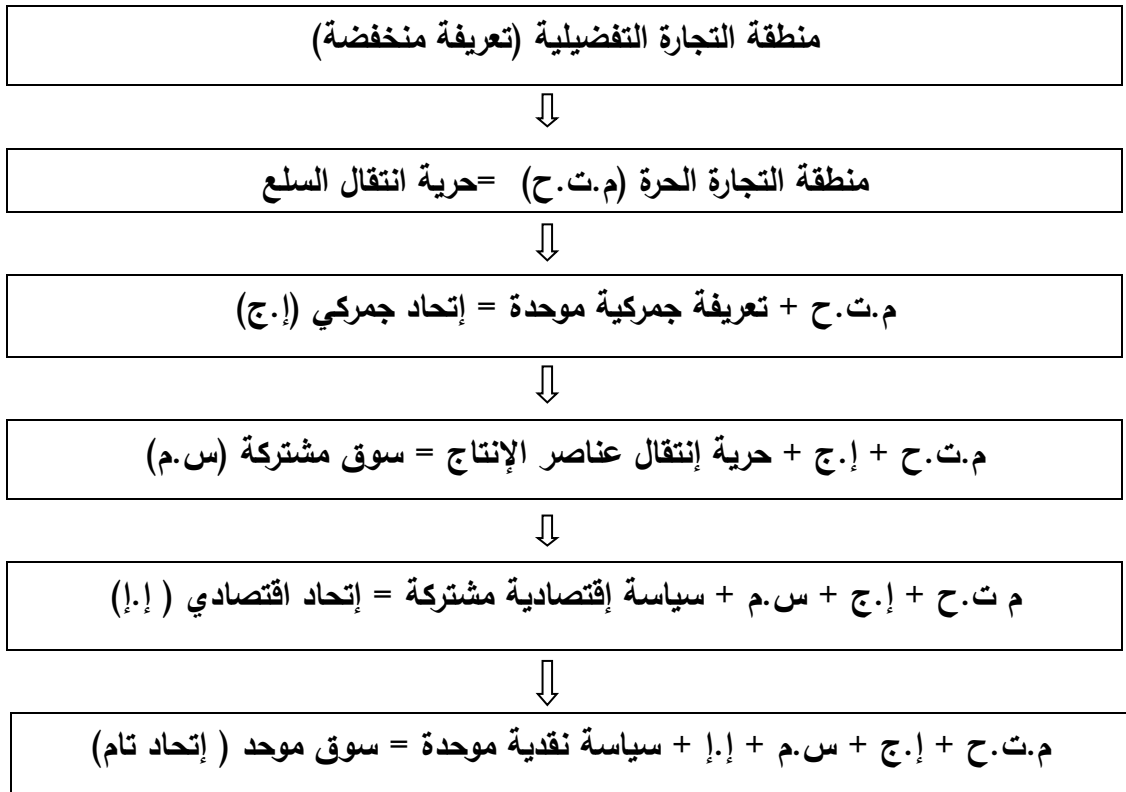 منطقة التجارة التفضيلية (تعريفة منخفضة)
منطقة التجارة الحرة (م.ت.ح) =حرية انتقال السلع
م.ت.ح + تعريفة جمركية موحدة = إتحاد جمركي (إ.ج)
م.ت.ح + إ.ج + حرية إنتقال عناصر الإنتاج = سوق مشتركة (س.م)
م ت.ح + إ.ج + س.م + سياسة إقتصادية مشتركة = إتحاد اقتصادي ( إ.إ)
م.ت.ح + إ.ج + س.م + إ.إ + سياسة نقدية موحدة = سوق موحد ( إتحاد تام)